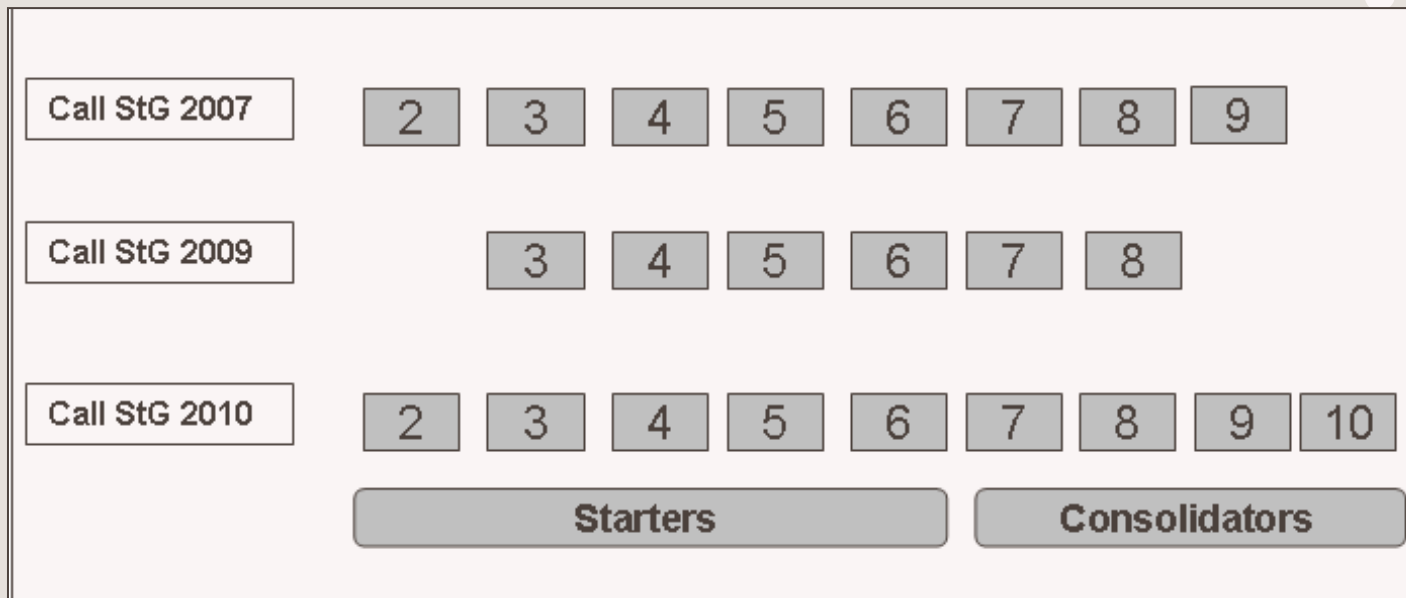 Call StG 2007 2 3 4 5 6 7 8 9
Call StG 2009 3 4 5 6 7 8
Call StG 2010 2 3 4 5 6 7 8 9 10
Starters Consolidators